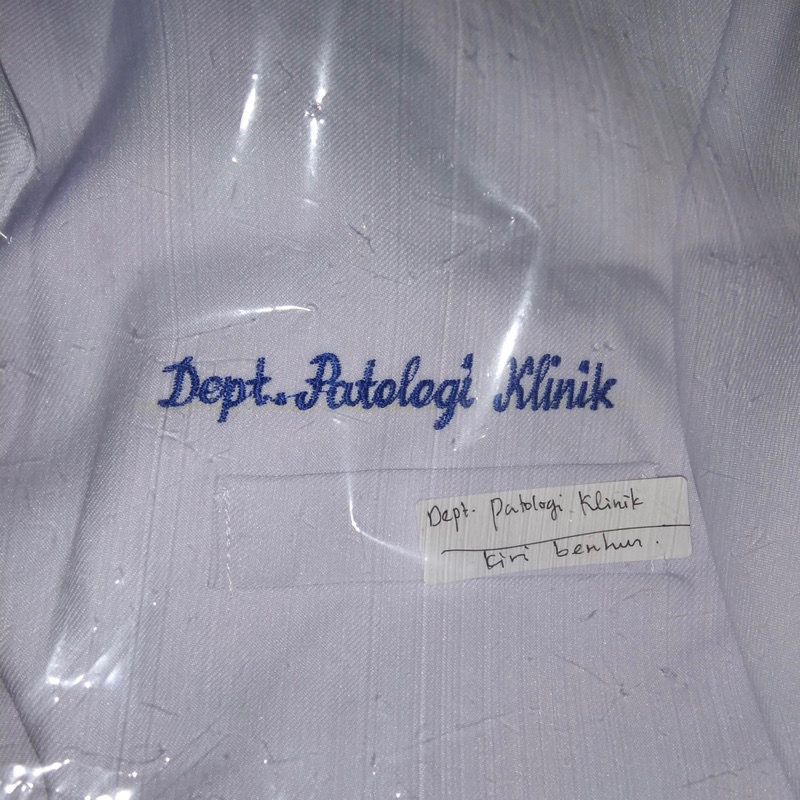 Dept. Patologi Klinik
Dept. Patologi Klinik
kiri benhur.